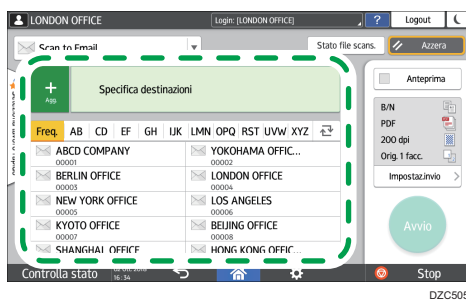 LONDON OFFICE
Login: [LONDON OFFICE]
?
Logout
Scan to Email
Stato file scans.
Azzera
+
Agg.
Specifica destinazioni
Anteprima
Freq. AB CD EF GH IJK LMN OPQ RST UVW XYZ
ABCD COMPANY
00001
YOKOHAMA OFFIC...
00002
BERLIN OFFICE
00003
LONDON OFFICE
00004
NEW YORK OFFICE
00005
LOS ANGELES
00006
KYOTO OFFICE
00007
BEIJING OFFICE
00008
SHANGHAI OFFICE
HONG KONG OFFIC...
B/N
PDF
200 dpi
Orig. 1 facc.
Impostaz.invio
Avvio
Controlla stato
16:34
Stop
DZC505